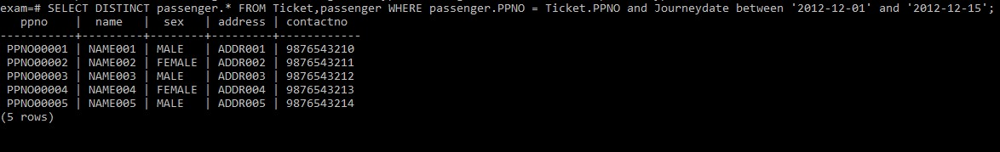 exam=# SELECT DISTINCT passenger.* FROM Ticket,passenger WHERE passenger.PPNO = Ticket.PPNO and Journeydate between '2012-12-01' and '2012-12-15';
   ppno    |  name   |  sex   | address | contactno
-----------+---------+--------+---------+------------
 PPNO00001 | NAME001 | MALE   | ADDR001 | 9876543210
 PPNO00002 | NAME002 | FEMALE | ADDR002 | 9876543211
 PPNO00003 | NAME003 | MALE   | ADDR003 | 9876543212
 PPNO00004 | NAME004 | FEMALE | ADDR004 | 9876543213
 PPNO00005 | NAME005 | MALE   | ADDR005 | 9876543214
(5 rows)